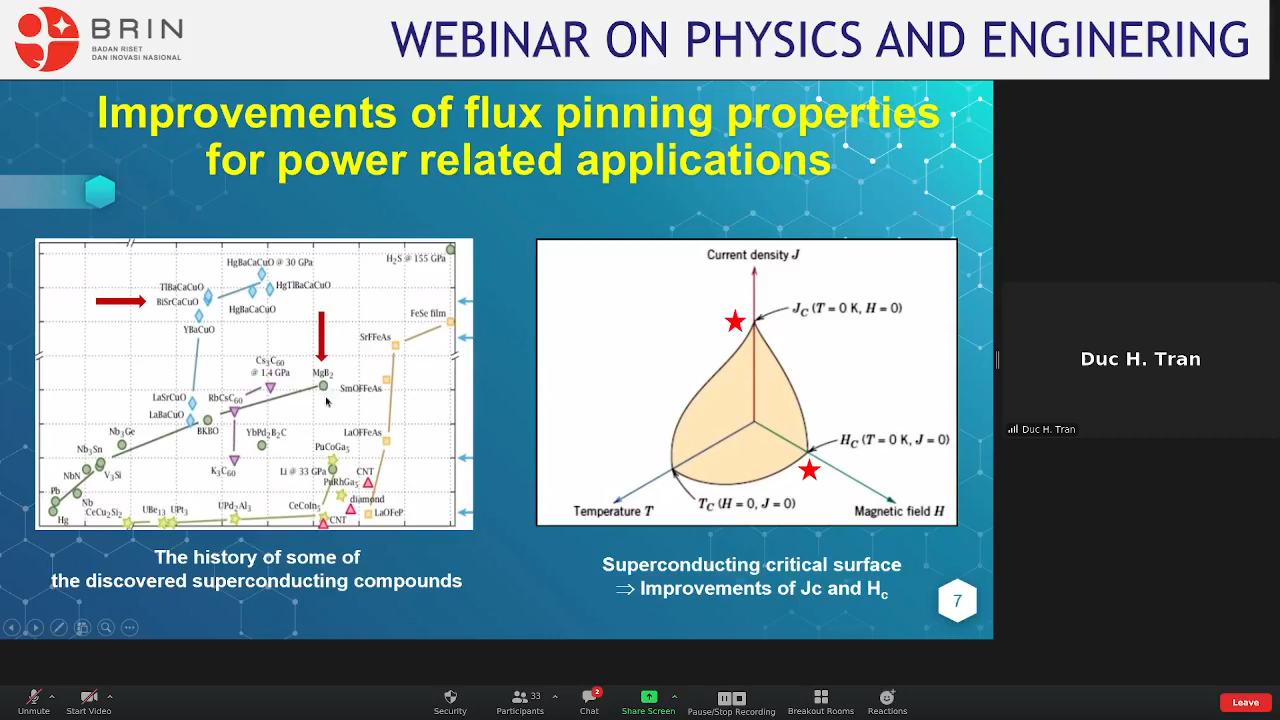 BRIN
BADAN RISET
DAN INOVASI NASIONAL
WEBINAR ON PHYSICS AND ENGINERING
Improvements of flux pinning properties
for power related applications
H₂S @ 155 GPa
HgBaCaCuO @ 30 GPa
TlBaCaCuO
HgTlBaCaCuO
BiSrCaCuO
HgBaCaCuO
FeSe film
YBaCuO
SrFFeAs
Cs₃C₆₀
@ 1.4 GPa
MgB₂
SmOFFeAs
LaSrCuO
RbCsC₆₀
LaBaCuO
BKBO
YbPd₂B₂C
LaOFFeAs
Nb₃Ge
PuCoGa₅
Nb₃Sn
K₃C₆₀
Li @ 33 GPa
CNT
NbN
V₃Si
PuRhGa₅
Pb
Nb
diamond
Hg
CeCu₂Si₂
UBe₁₃
UPt₃
UPd₂Al₃
CeCoIn₅
CNT
LaOFeP
Current density J
J_C (T = 0 K, H = 0)
H_C (T = 0 K, J = 0)
T_C (H = 0, J = 0)
Temperature T
Magnetic field H
The history of some of
the discovered superconducting compounds
Superconducting critical surface
⇒ Improvements of Jc and H_c
7
Duc H. Tran
Duc H. Tran
Unmute
Start Video
Security
Participants
33
Chat
2
Share Screen
Pause/Stop Recording
Breakout Rooms
Reactions
Leave